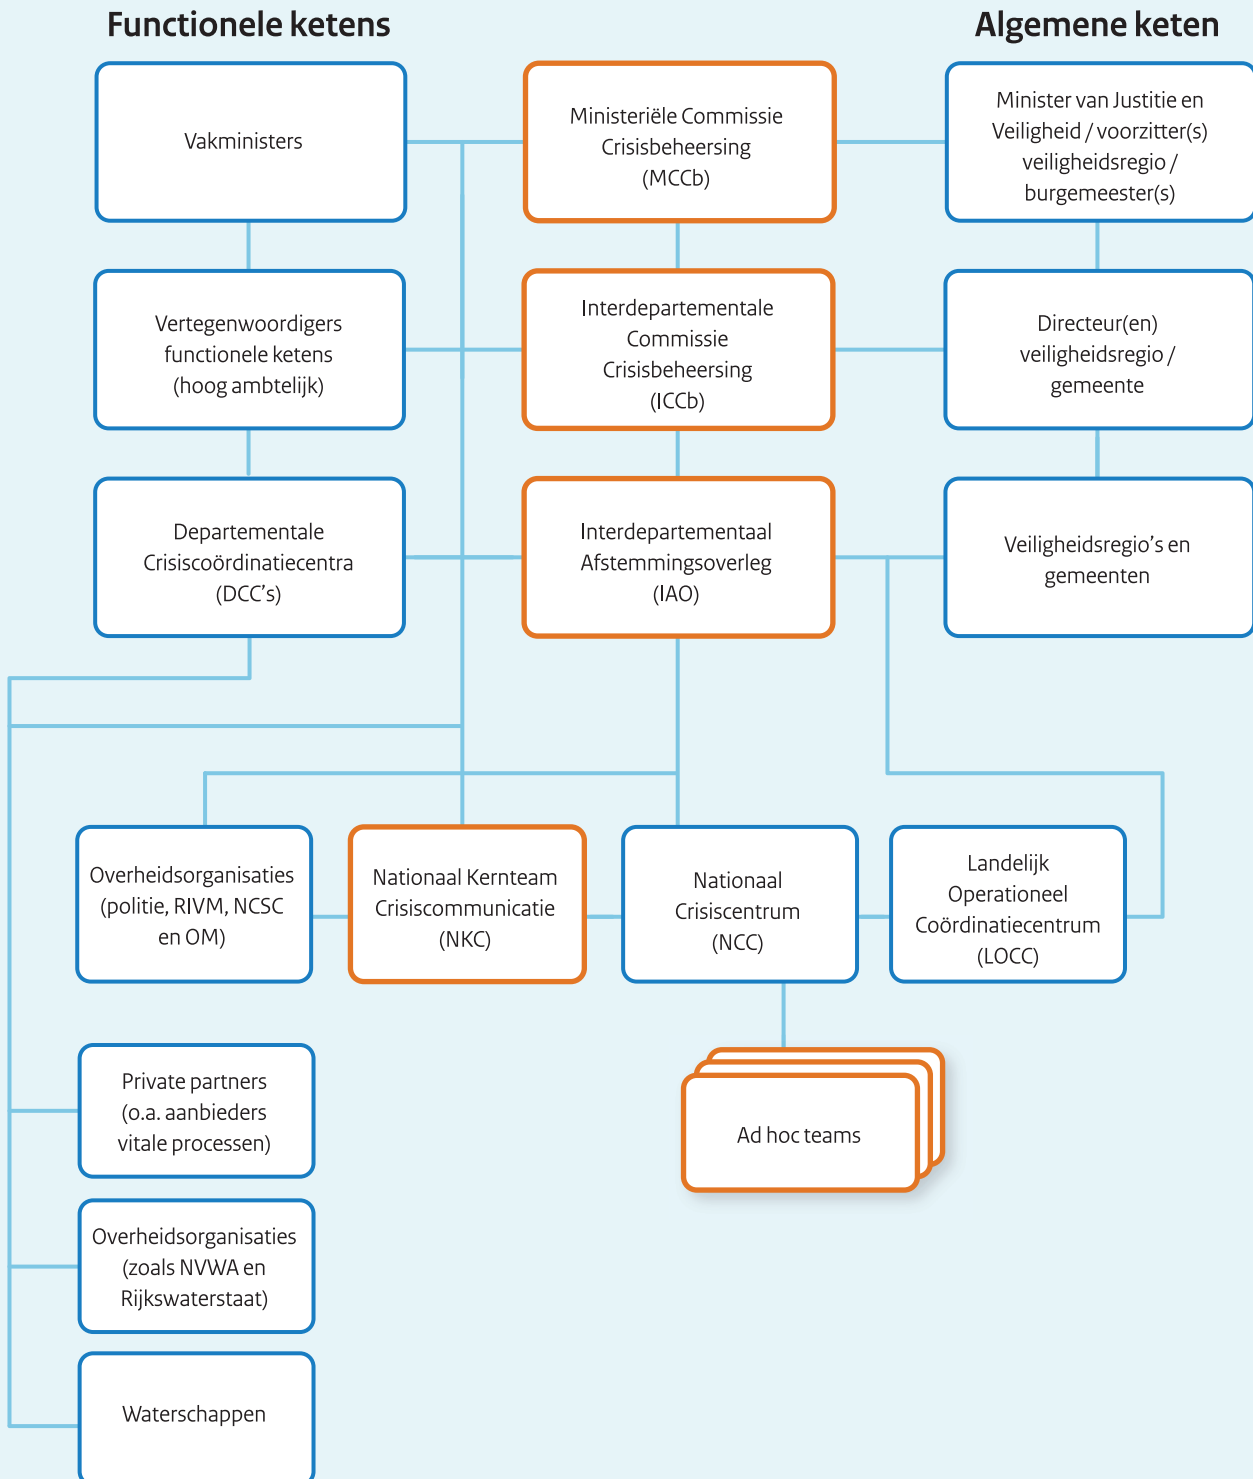 Functionele ketens
Algemene keten
Vakministers
Ministeriële Commissie
Crisisbeheersing
(MCCb)
Minister van Justitie en
Veiligheid / voorzitter(s)
veiligheidsregio /
burgemeester(s)
Vertegenwoordigers
functionele ketens
(hoog ambtelijk)
Interdepartementale
Commissie
Crisisbeheersing
(ICCb)
Directeur(en)
veiligheidsregio /
gemeente
Departementale
Crisiscoördinatiecentra
(DCC's)
Interdepartementaal
Afstemmingsoverleg
(IAO)
Veiligheidsregio's en
gemeenten
Overheidsorganisaties
(politie, RIVM, NCSC
en OM)
Nationaal Kernteam
Crisiscommunicatie
(NKC)
Nationaal
Crisiscentrum
(NCC)
Landelijk
Operationeel
Coördinatiecentrum
(LOCC)
Private partners
(o.a. aanbieders
vitale processen)
Ad hoc teams
Overheidsorganisaties
(zoals NVWA en
Rijkswaterstaat)
Waterschappen